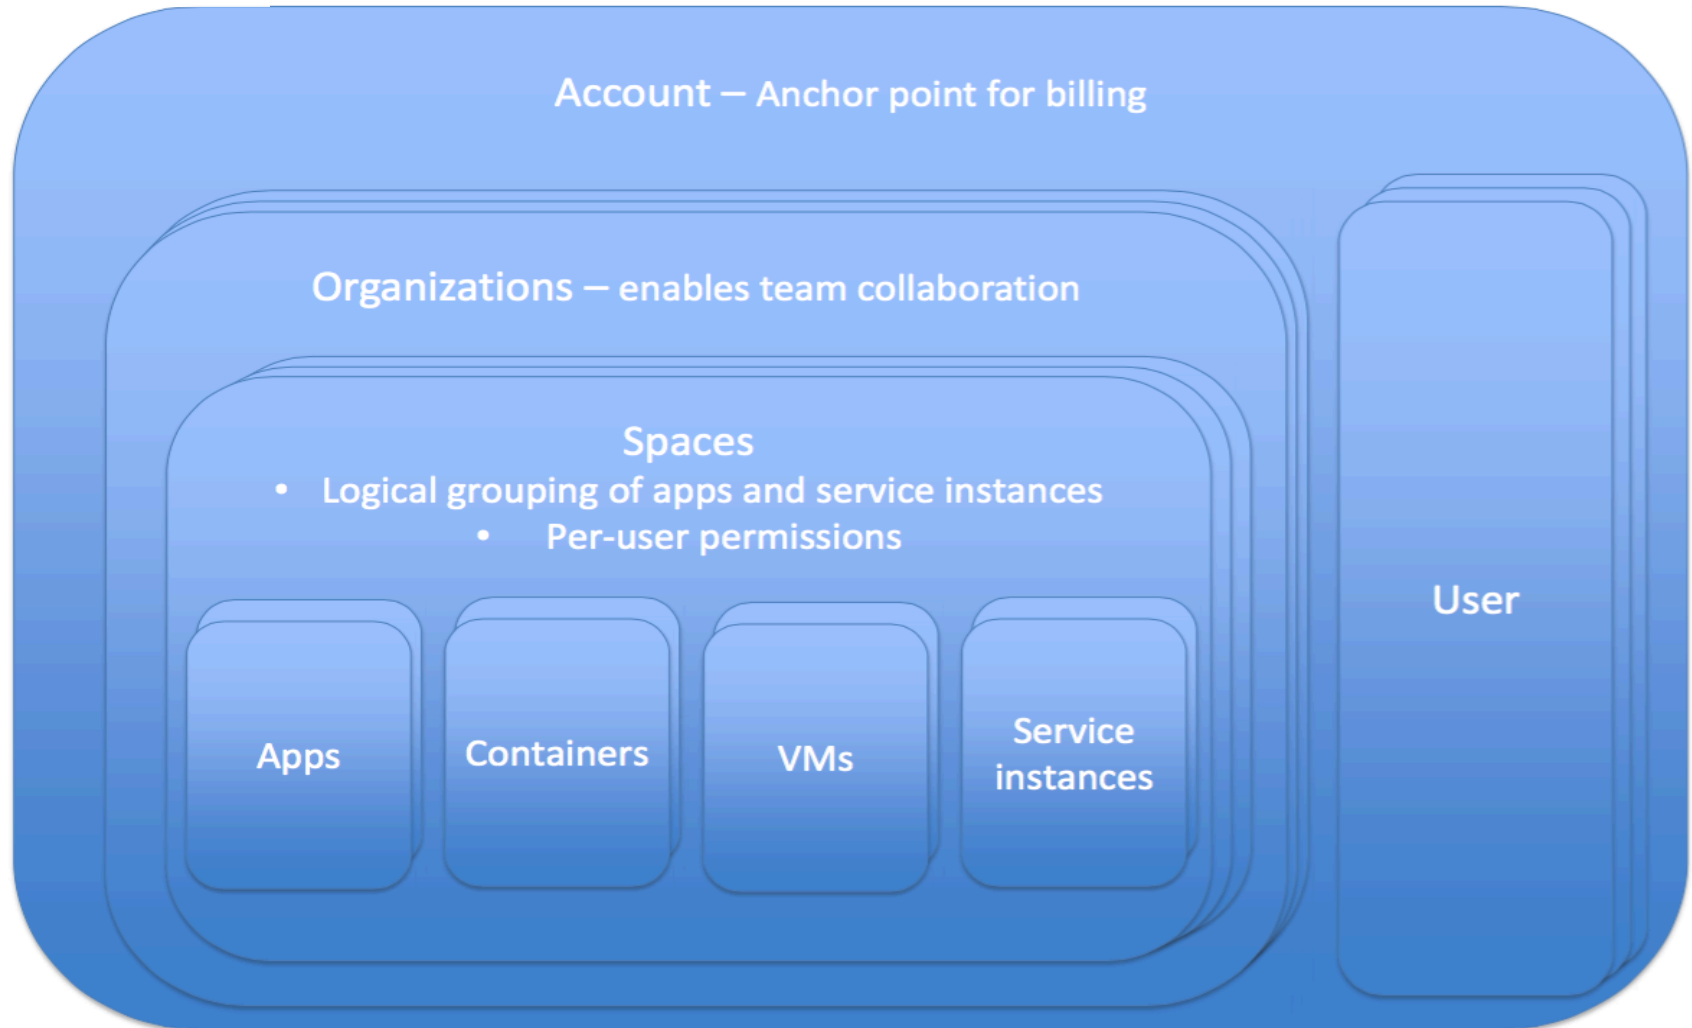 Account – Anchor point for billing
Organizations – enables team collaboration
Spaces
• Logical grouping of apps and service instances
• Per-user permissions
Apps
Containers
VMs
Service
instances
User